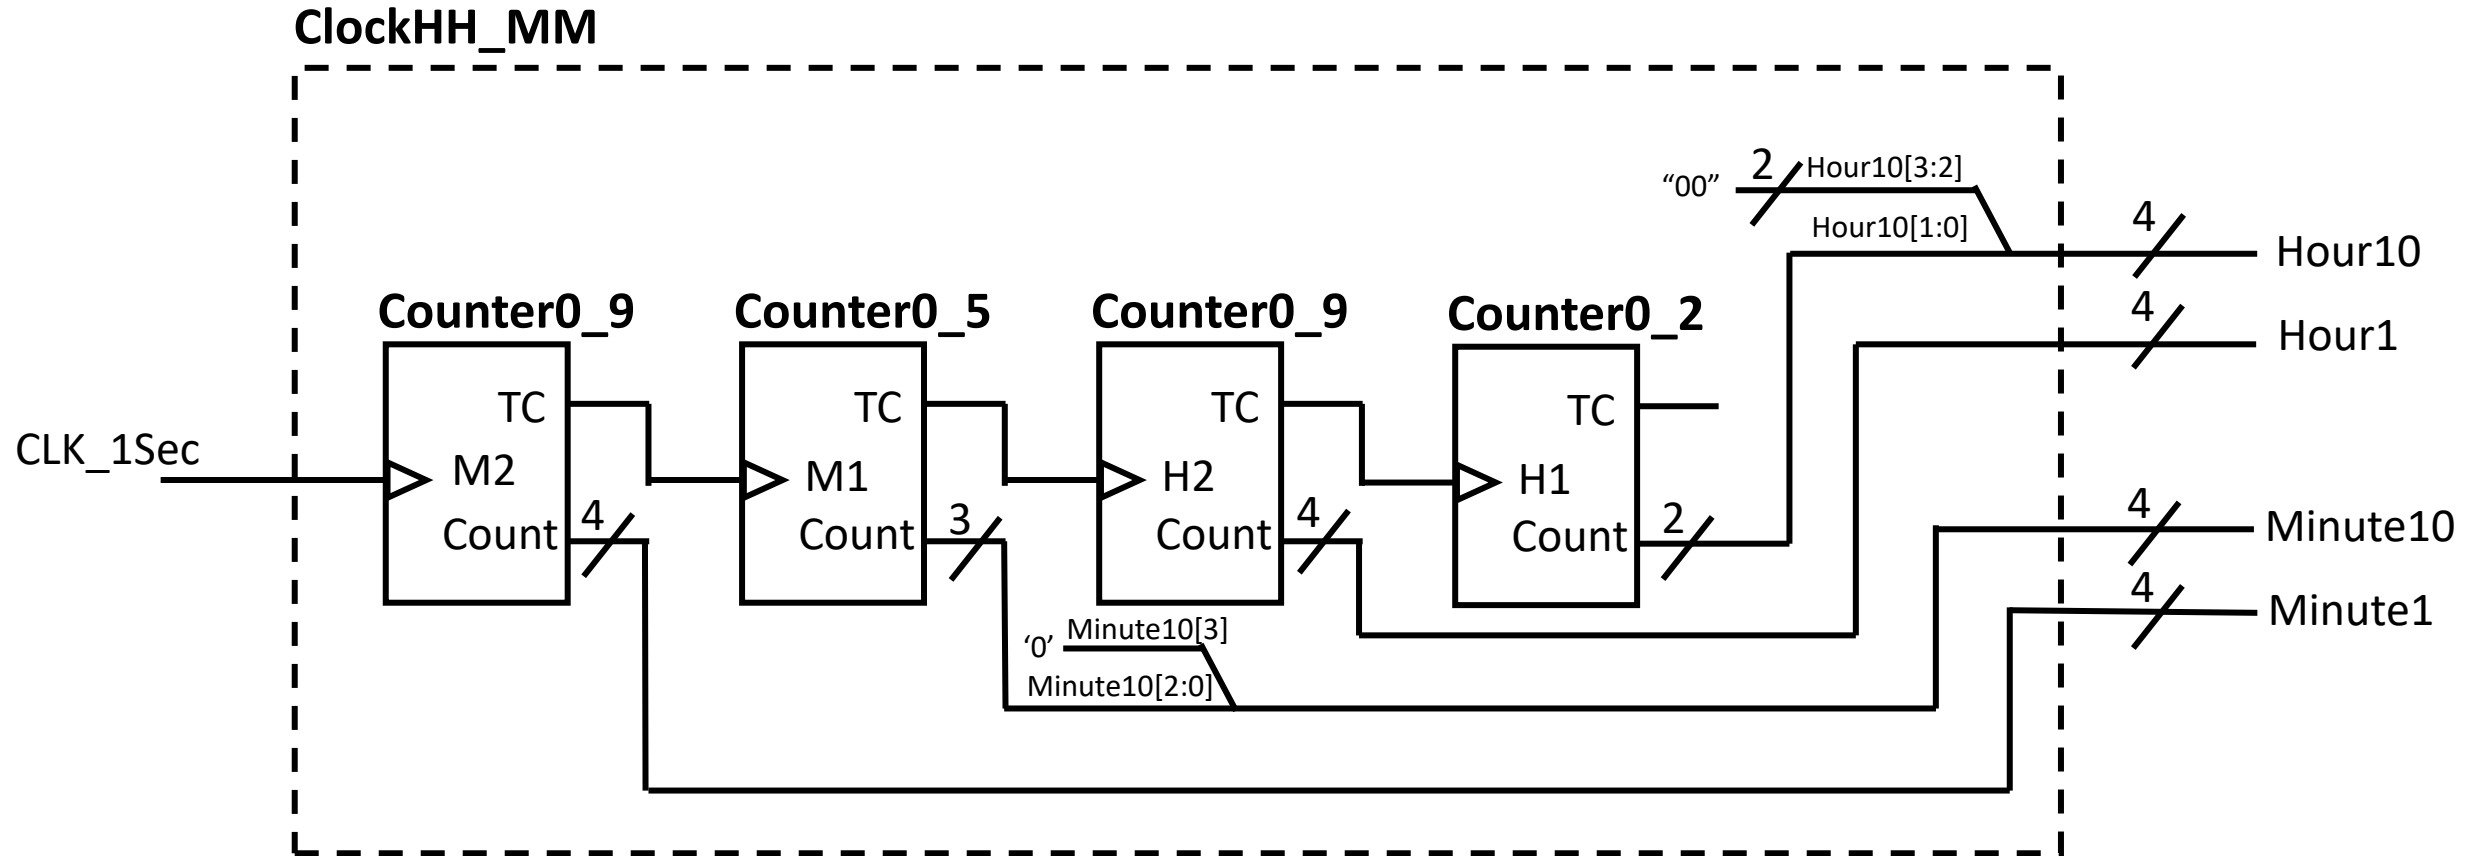 ClockHH_MM
2
Hour10[3:2]
“00”
Hour10[1:0]
4
Hour10
4
Hour1
Counter0_9
Counter0_5
Counter0_9
Counter0_2
TC
TC
TC
TC
CLK_1Sec
M2
M1
H2
H1
Count
4
Count
3
Count
4
Count
2
4
Minute10
4
Minute1
‘0’
Minute10[3]
Minute10[2:0]